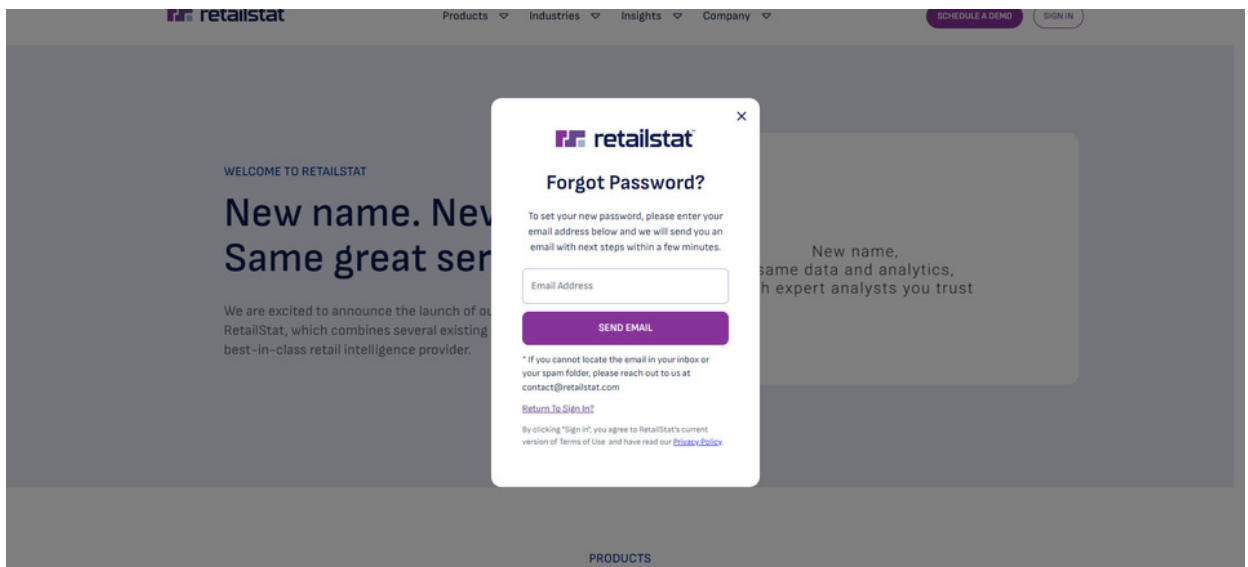 retailstat
Products Industries Insights Company SCHEDULE A DEMO SIGN IN
retailstat
Forgot Password?
To set your new password, please enter your
email address below and we will send you an
email with next steps within a few minutes.
Email Address
SEND EMAIL
* If you cannot locate the email in your inbox or
your spam folder, please reach out to us at
contact@retailstat.com
Return To Sign In?
By clicking "Sign in", you agree to RetailStat's current
version of Terms of Use and have read our Privacy Policy.
WELCOME TO RETAILSTAT
New name.
Same great
We are excited to announce the launch of
RetailStat, which combines several existing
best-in-class retail intelligence provider.
New name,
same data and analytics,
expert analysts you trust
PRODUCTS